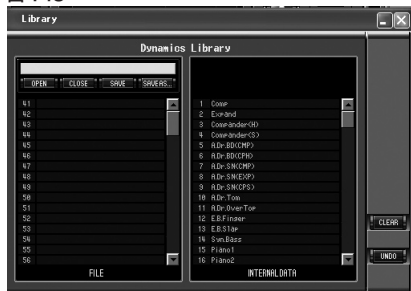 Library
Dynamics Library
OPEN CLOSE SAVE SAVEAS..
41
42
43
44
45
46
47
48
49
50
51
52
53
54
55
56
FILE
1 Comp
2 Expand
3 Compander(H)
4 Compander(S)
5 A.Dr.BD(CMP)
6 A.Dr.BD(CPH)
7 A.Dr.SN(CMP)
8 A.Dr.SN(EXP)
9 A.Dr.SN(CPS)
10 A.Dr.Tom
11 A.Dr.OverTop
12 E.B.Finger
13 E.B.Slap
14 Syn.Bass
15 Piano1
16 Piano2
INTERNAL DATA
CLEAR
UNDO